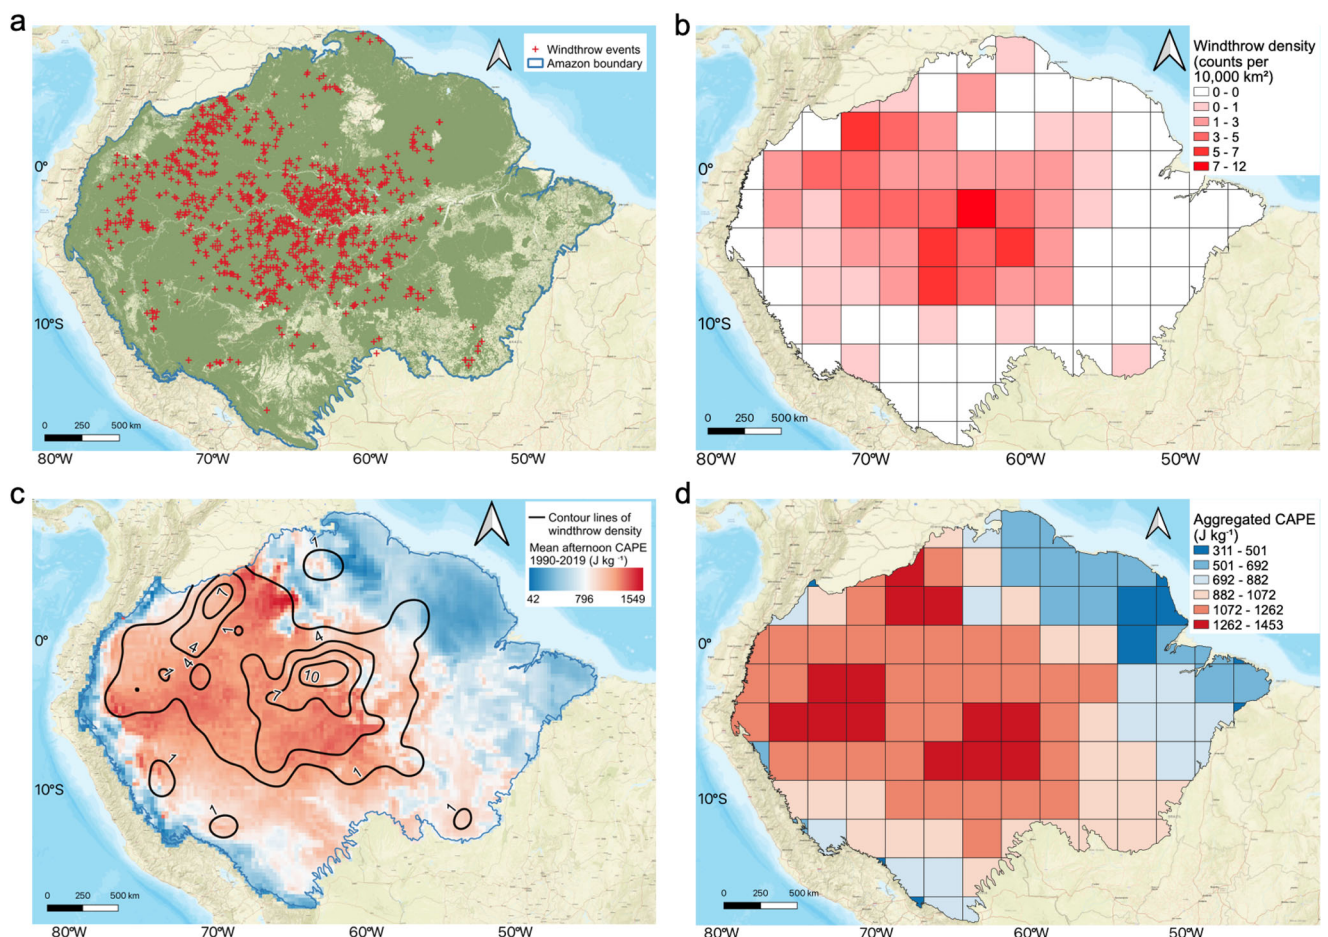 a
Windthrow events
Amazon boundary
0°
10°S
0 250 500 km
80°W 70°W 60°W 50°W
b
Windthrow density
(counts per
10,000 km²)
0 - 0
0 - 1
1 - 3
3 - 5
5 - 7
7 - 12
0°
10°S
0 250 500 km
80°W 70°W 60°W 50°W
c
Contour lines of
windthrow density
Mean afternoon CAPE
1990-2019 (J kg⁻¹)
42 796 1549
1
7
1
4
4
4
4
10
7
1
1
1
1
0°
10°S
0 250 500 km
80°W 70°W 60°W 50°W
d
Aggregated CAPE
(J kg⁻¹)
311 - 501
501 - 692
692 - 882
882 - 1072
1072 - 1262
1262 - 1453
0°
10°S
0 250 500 km
80°W 70°W 60°W 50°W